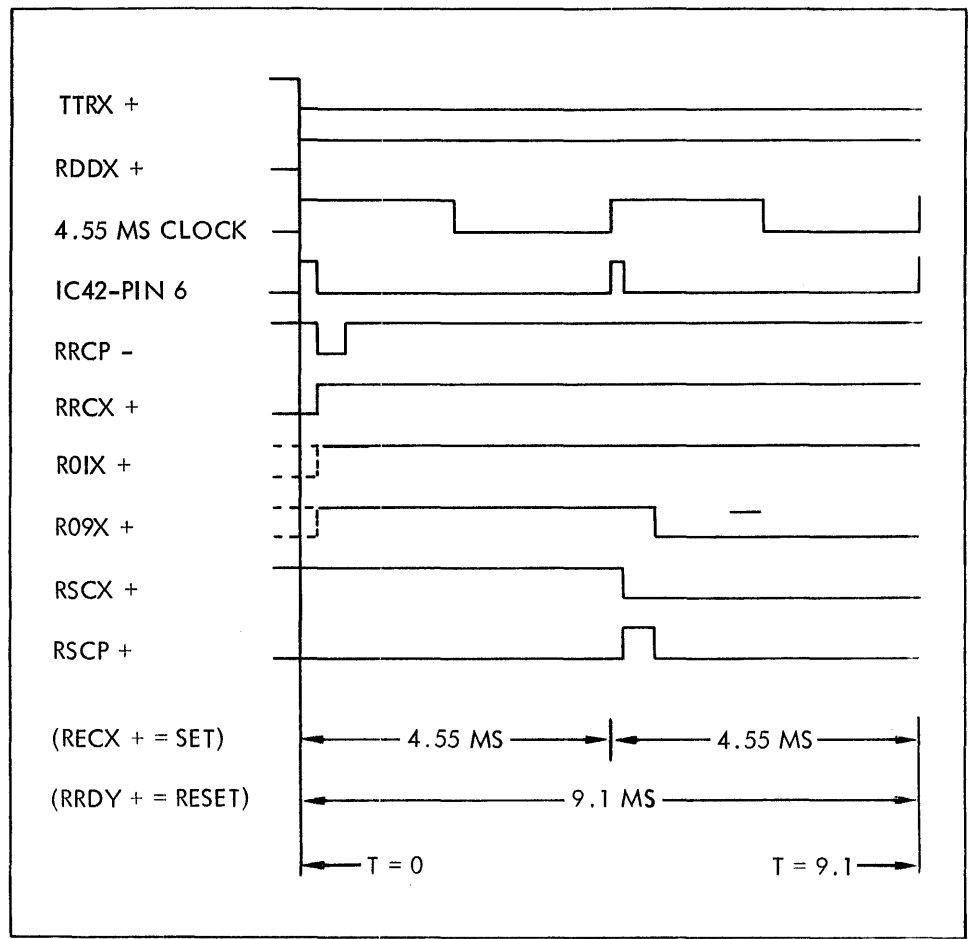 TTRX +
RDDX +
4.55 MS CLOCK
IC42-PIN 6
RRCP -
RRCX +
R01X +
R09X +
RSCX +
RSCP +
(RECX + = SET) 4.55 MS 4.55 MS
(RRDY + = RESET) 9.1 MS
T = 0 T = 9.1